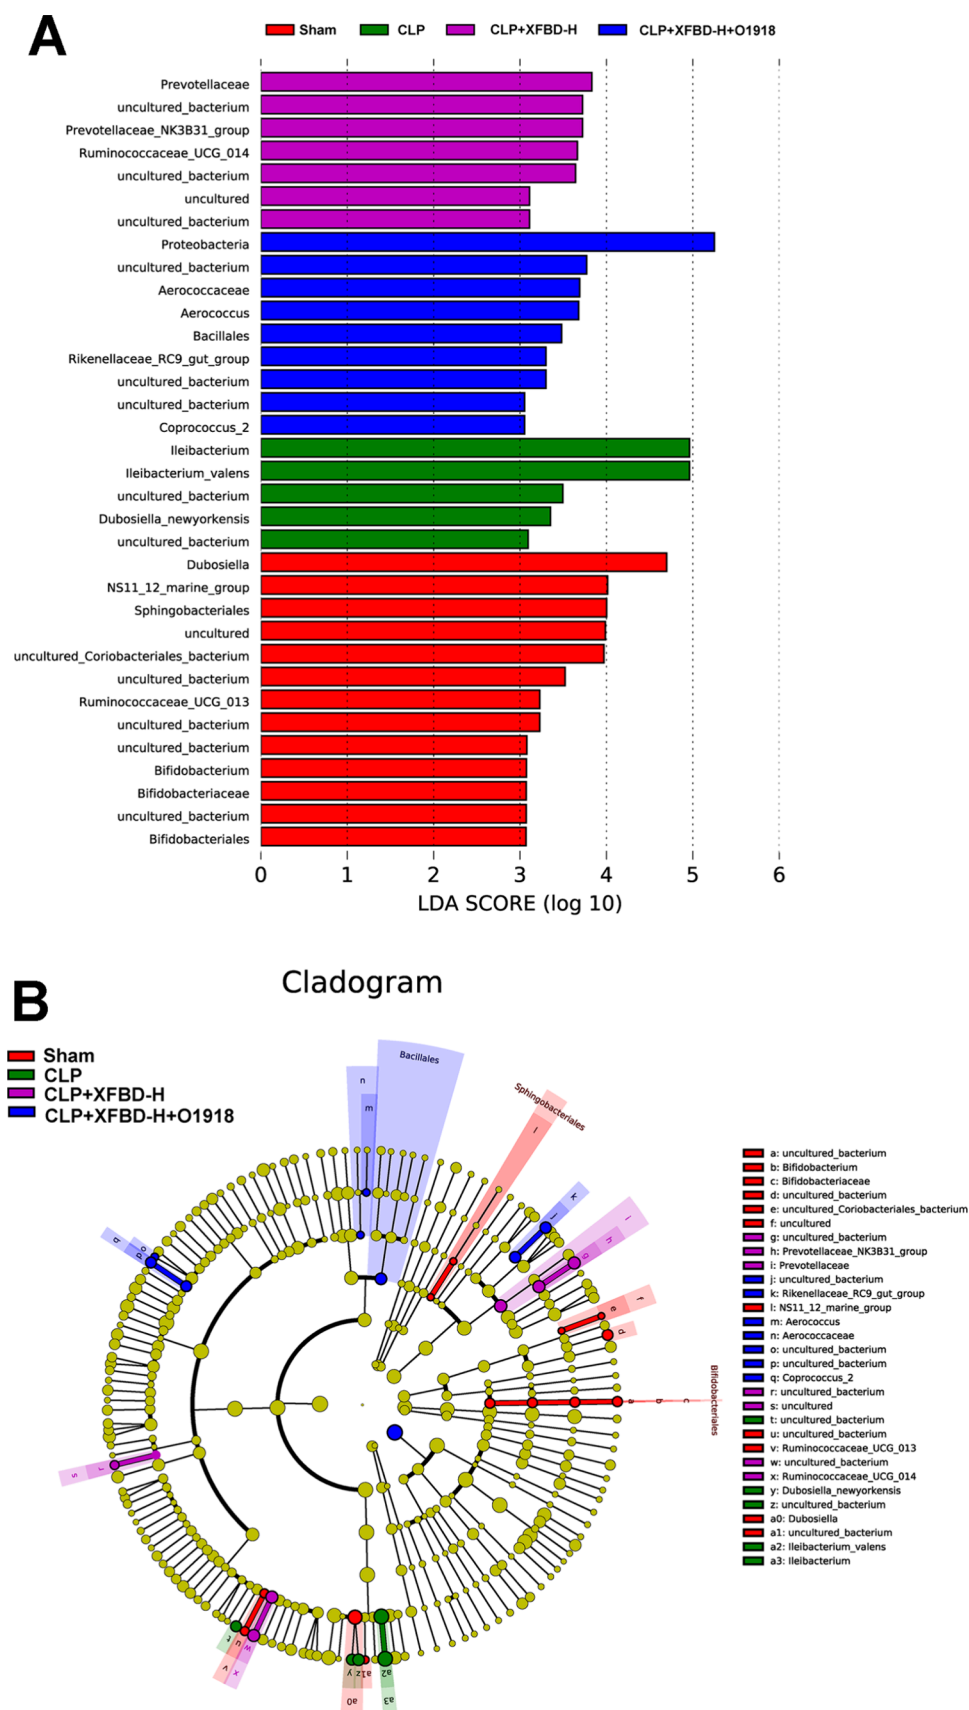 A
Sham CLP CLP+XFBD-H CLP+XFBD-H+O1918
Prevotellaceae
uncultured_bacterium
Prevotellaceae_NK3B31_group
Ruminococcaceae_UCG_014
uncultured_bacterium
uncultured
uncultured_bacterium
Proteobacteria
uncultured_bacterium
Aerococcaceae
Aerococcus
Bacillales
Rikenellaceae_RC9_gut_group
uncultured_bacterium
uncultured_bacterium
Coprococcus_2
Ileibacterium
Ileibacterium_valens
uncultured_bacterium
Dubosiella_newyorkensis
uncultured_bacterium
Dubosiella
NS11_12_marine_group
Sphingobacteriales
uncultured
uncultured_Coriobacteriales_bacterium
uncultured_bacterium
Ruminococcaceae_UCG_013
uncultured_bacterium
uncultured_bacterium
Bifidobacterium
Bifidobacteriaceae
uncultured_bacterium
Bifidobacteriales
0 1 2 3 4 5 6
LDA SCORE (log 10)
B
Cladogram
Sham
CLP
CLP+XFBD-H
CLP+XFBD-H+O1918
Bacillales
n
m
Sphingobacteriales
l
k
j
i
h
g
f
e
d
Bifidobacteriales
a b c
q
p
o
s r
t
u
w
v
x
y z a1 a2
a0 a3
a: uncultured_bacterium
b: Bifidobacterium
c: Bifidobacteriaceae
d: uncultured_bacterium
e: uncultured_Coriobacteriales_bacterium
f: uncultured
g: uncultured_bacterium
h: Prevotellaceae_NK3B31_group
i: Prevotellaceae
j: uncultured_bacterium
k: Rikenellaceae_RC9_gut_group
l: NS11_12_marine_group
m: Aerococcus
n: Aerococcaceae
o: uncultured_bacterium
p: uncultured_bacterium
q: Coprococcus_2
r: uncultured_bacterium
s: uncultured
t: uncultured_bacterium
u: uncultured_bacterium
v: Ruminococcaceae_UCG_013
w: uncultured_bacterium
x: Ruminococcaceae_UCG_014
y: Dubosiella_newyorkensis
z: uncultured_bacterium
a0: Dubosiella
a1: uncultured_bacterium
a2: Ileibacterium_valens
a3: Ileibacterium